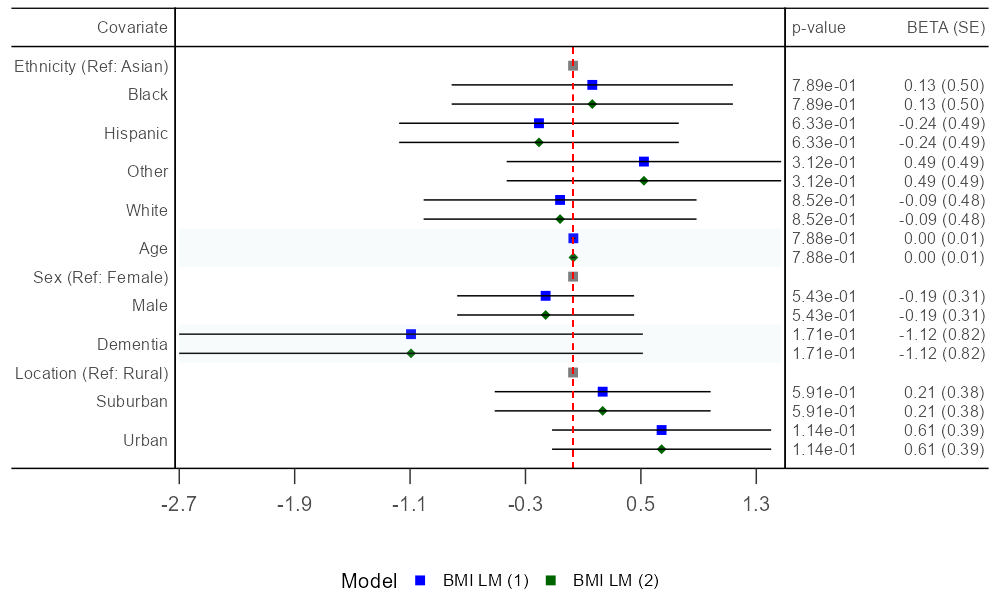 Covariate p-value BETA (SE)
Ethnicity (Ref: Asian)
Black 7.89e-01 0.13 (0.50)
7.89e-01 0.13 (0.50)
Hispanic 6.33e-01 -0.24 (0.49)
6.33e-01 -0.24 (0.49)
Other 3.12e-01 0.49 (0.49)
3.12e-01 0.49 (0.49)
White 8.52e-01 -0.09 (0.48)
8.52e-01 -0.09 (0.48)
Age 7.88e-01 0.00 (0.01)
7.88e-01 0.00 (0.01)
Sex (Ref: Female)
Male 5.43e-01 -0.19 (0.31)
5.43e-01 -0.19 (0.31)
Dementia 1.71e-01 -1.12 (0.82)
1.71e-01 -1.12 (0.82)
Location (Ref: Rural)
Suburban 5.91e-01 0.21 (0.38)
5.91e-01 0.21 (0.38)
Urban 1.14e-01 0.61 (0.39)
1.14e-01 0.61 (0.39)
-2.7 -1.9 -1.1 -0.3 0.5 1.3
Model BMI LM (1) BMI LM (2)